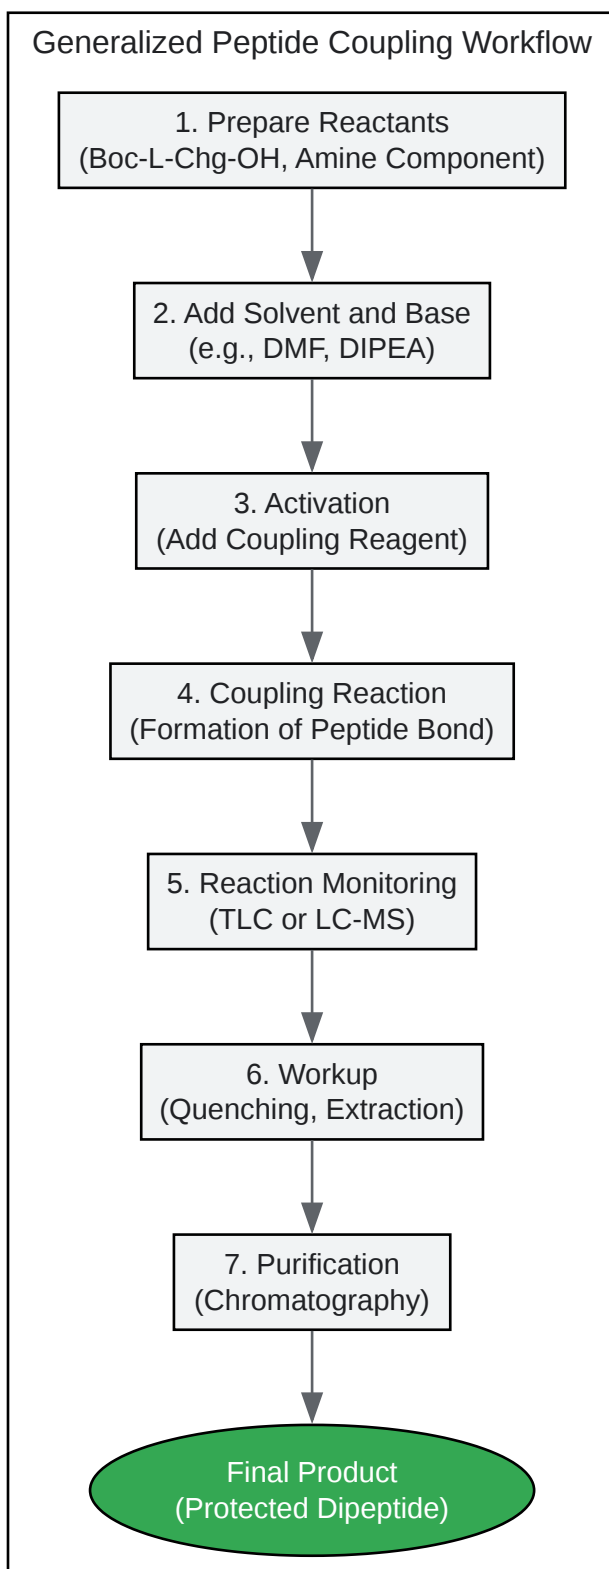 Generalized Peptide Coupling Workflow
1. Prepare Reactants
(Boc-L-Chg-OH, Amine Component)
2. Add Solvent and Base
(e.g., DMF, DIPEA)
3. Activation
(Add Coupling Reagent)
4. Coupling Reaction
(Formation of Peptide Bond)
5. Reaction Monitoring
(TLC or LC-MS)
6. Workup
(Quenching, Extraction)
7. Purification
(Chromatography)
Final Product
(Protected Dipeptide)